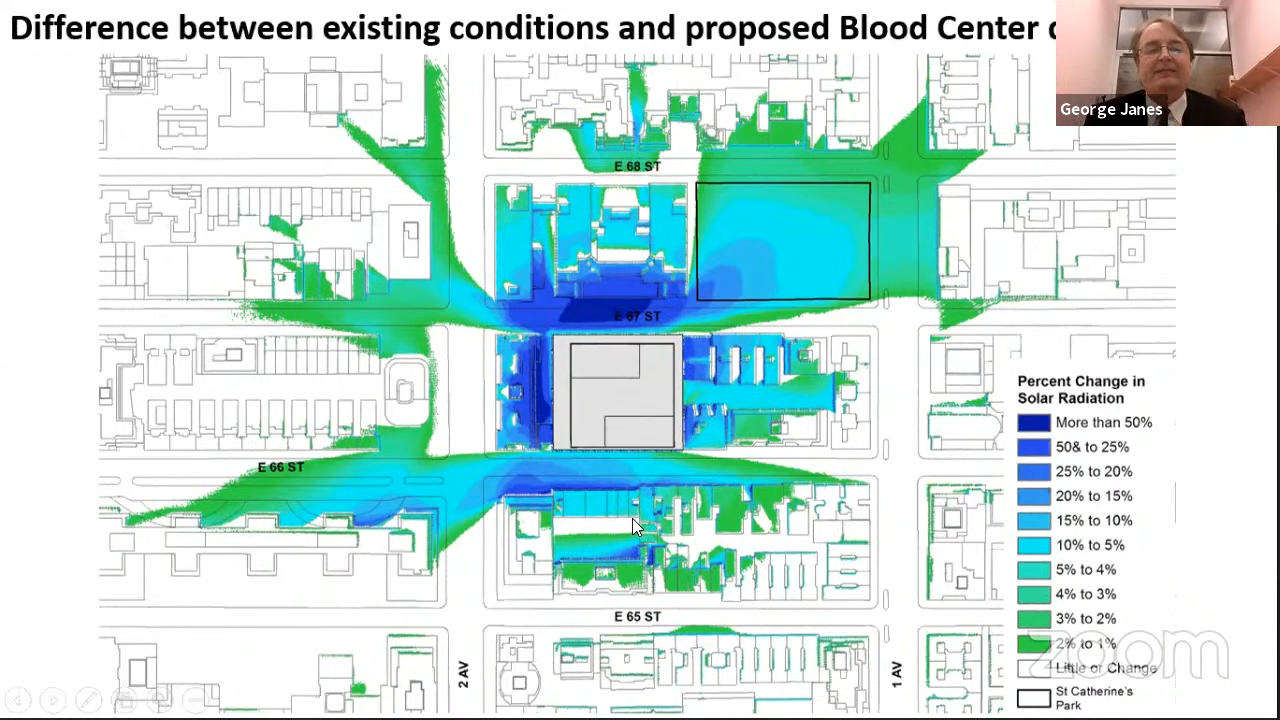 Difference between existing conditions and proposed Blood Center
George Janes
E 68 ST
E 67 ST
E 66 ST
E 65 ST
2 AV
1 AV
Percent Change in
Solar Radiation
More than 50%
50& to 25%
25% to 20%
20% to 15%
15% to 10%
10% to 5%
5% to 4%
4% to 3%
3% to 2%
2% to 1%
Little or Change
St Catherine's
Park
zoom